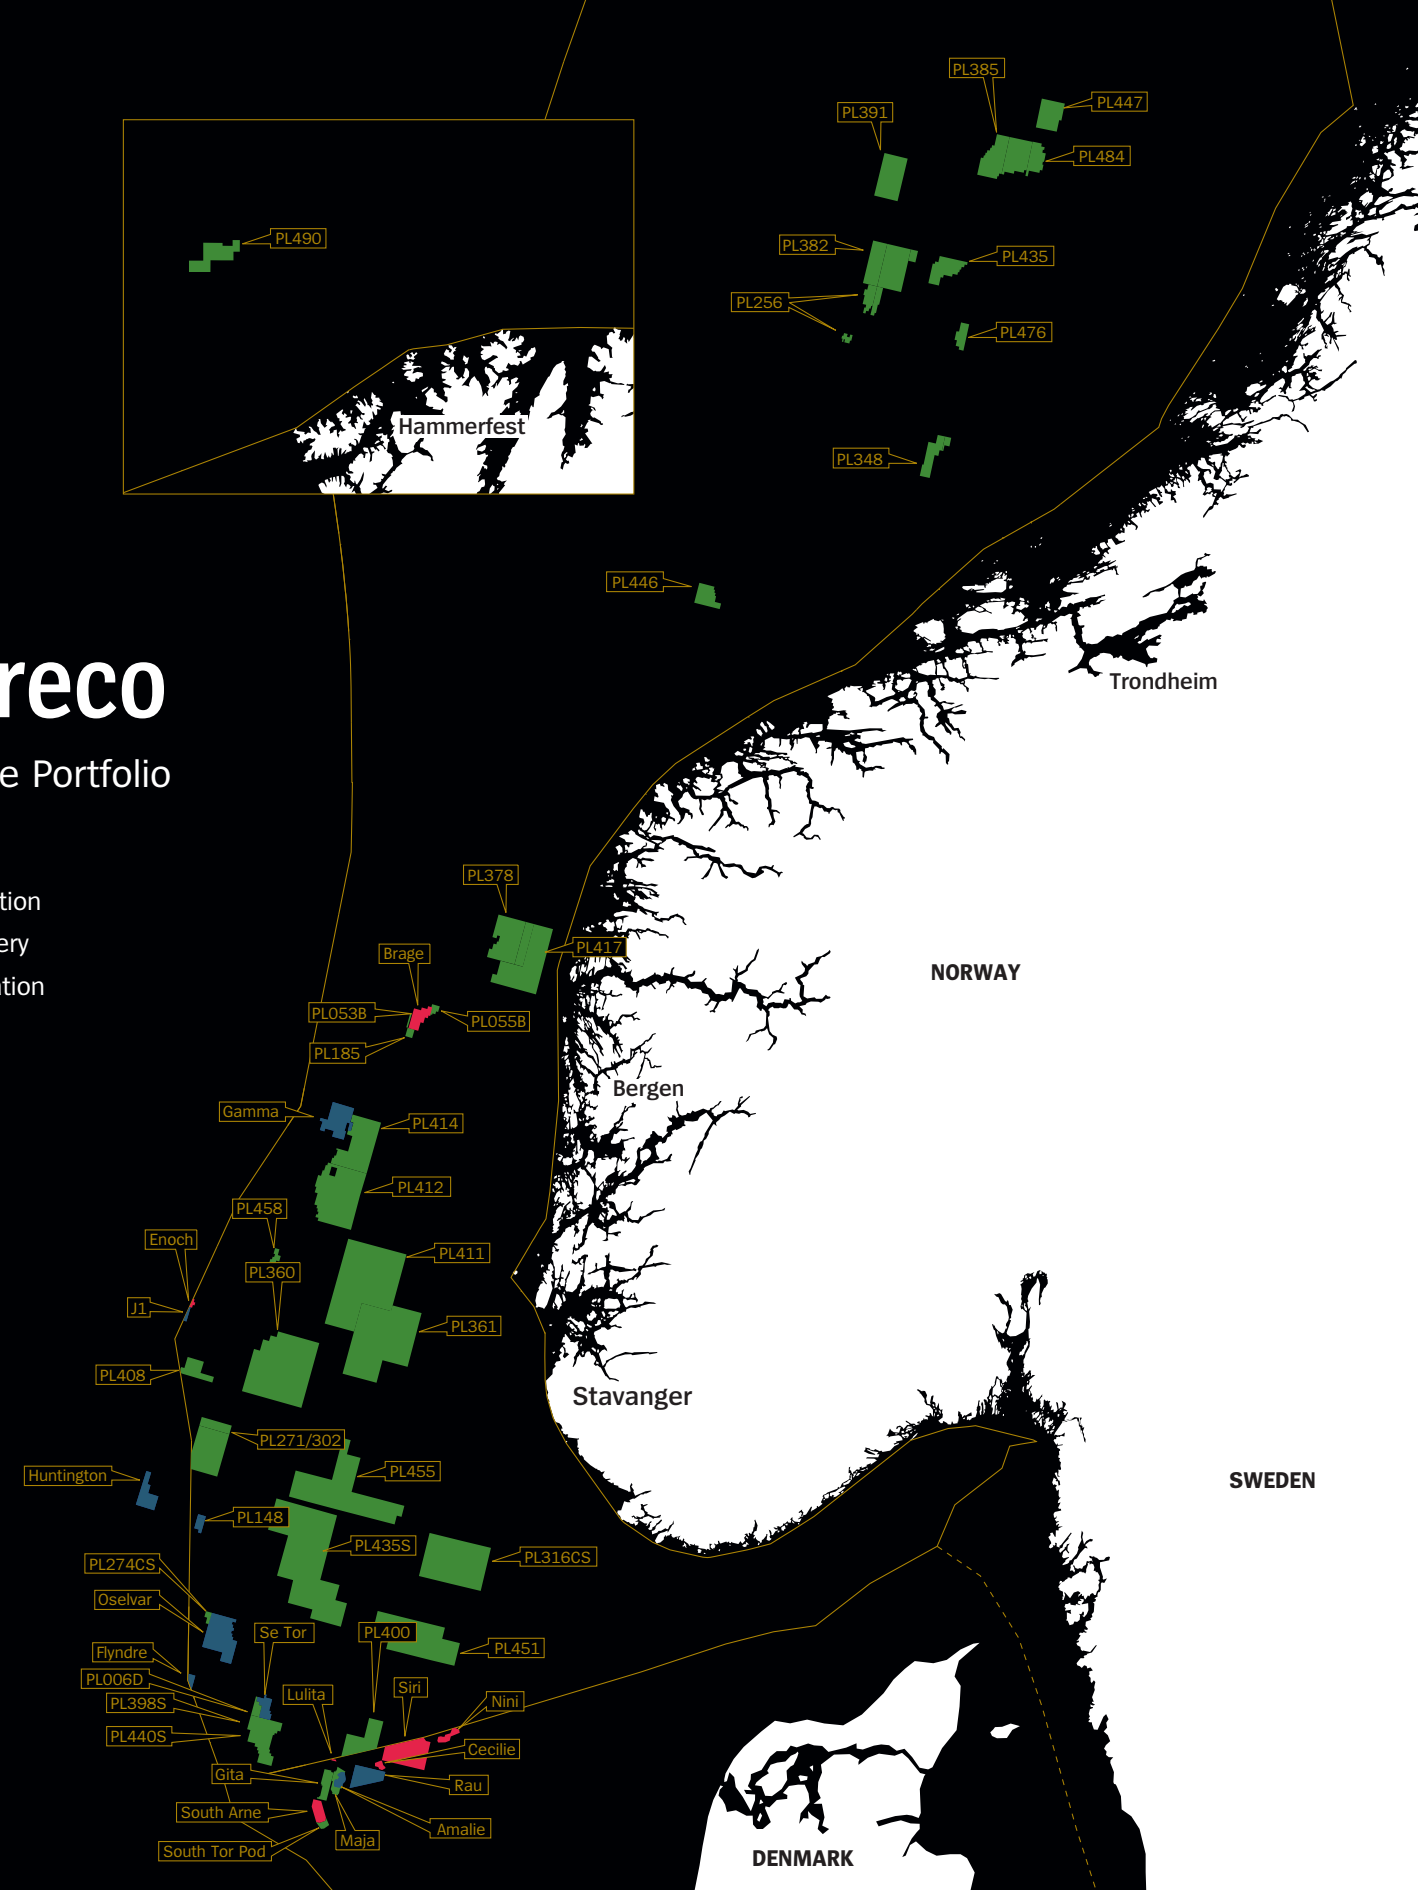 PL385
PL447
PL391
PL484
PL490
PL382
PL435
PL256
PL476
Hammerfest
PL348
PL446
reco
Trondheim
e Portfolio
PL378
tion
ery
PL417
Brage
NORWAY
ation
PL053B
PL055B
PL185
Bergen
Gamma
PL414
PL412
PL458
Enoch
PL411
PL360
J1
PL361
PL408
Stavanger
PL271/302
PL455
Huntington
SWEDEN
PL148
PL435S
PL274CS
PL316CS
Oselvar
Se Tor
PL400
Flyndre
PL451
PL006D
Siri
Lulita
PL398S
Nini
PL440S
Cecilie
Gita
Rau
South Arne
Amalie
Maja
South Tor Pod
DENMARK